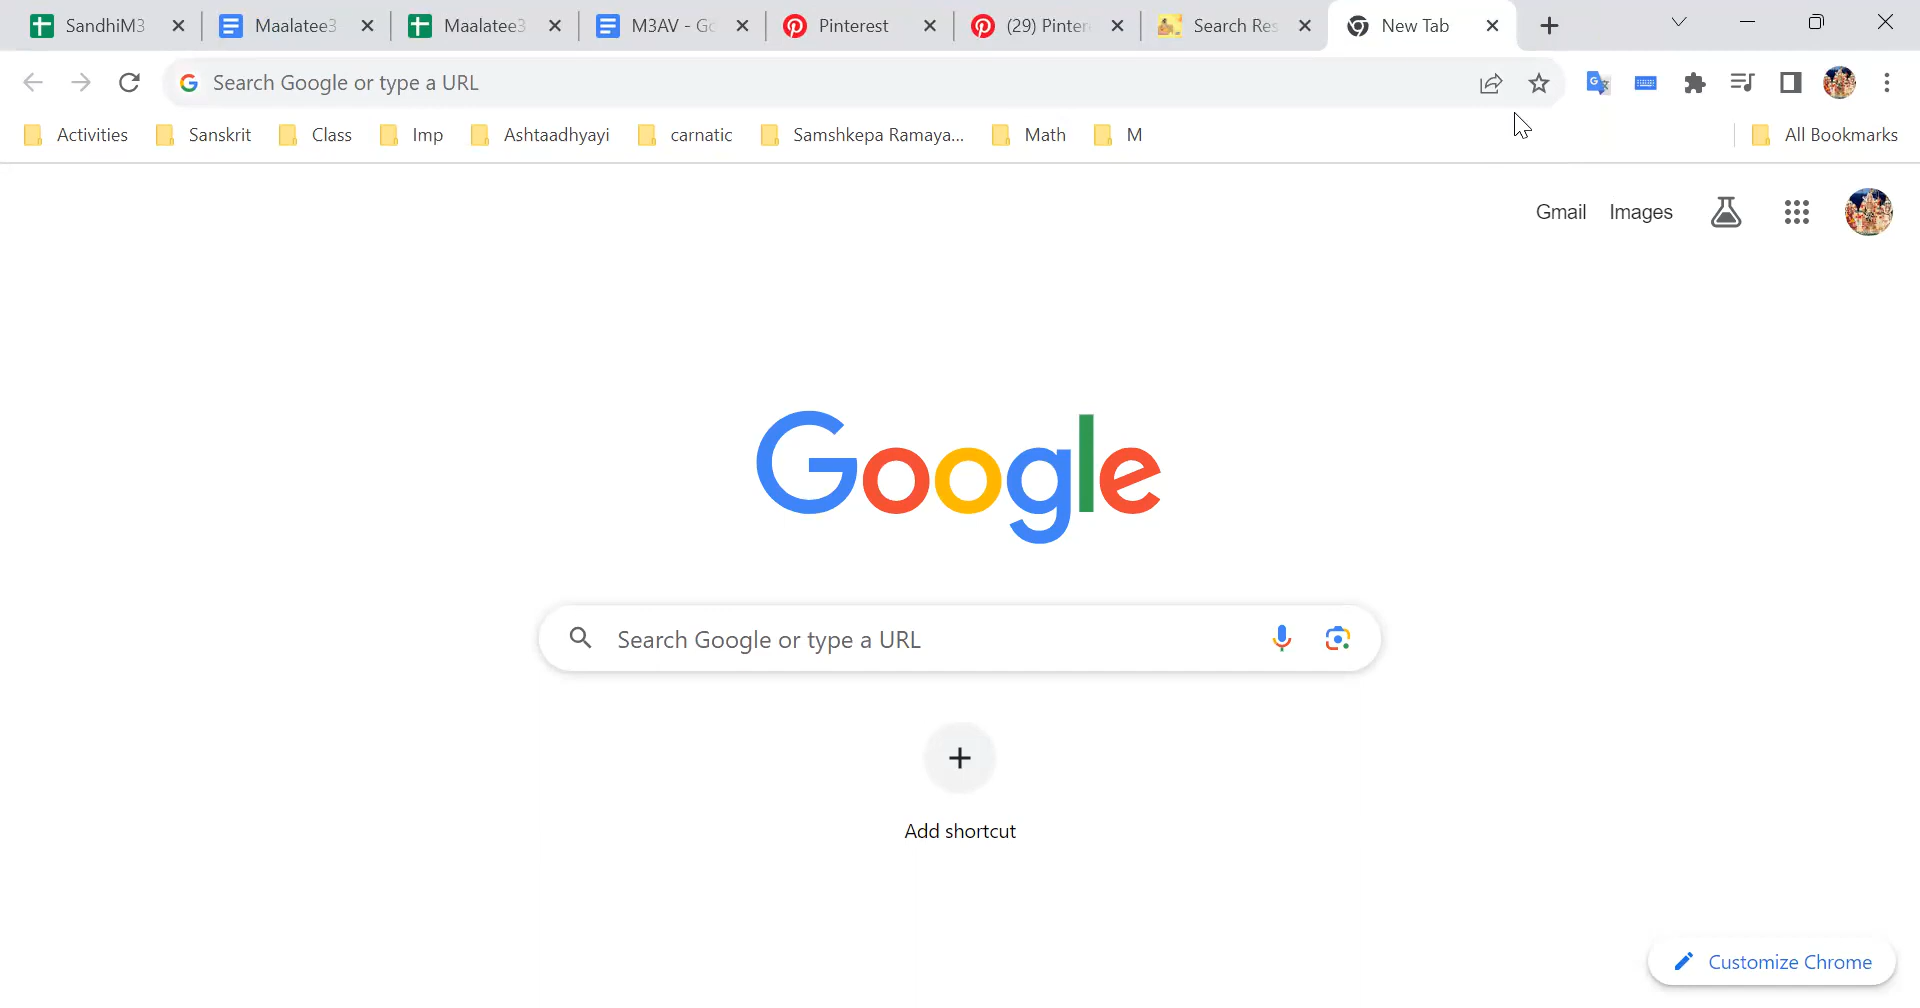 SandhiM3 Maalatee3 Maalatee3 M3AV - Go Pinterest (29) Pinter Search Res New Tab
Search Google or type a URL
Activities Sanskrit Class Imp Ashtaadhyayi carnatic Samshkepa Ramaya... Math M All Bookmarks
Gmail Images
Google
Search Google or type a URL
Add shortcut
Customize Chrome